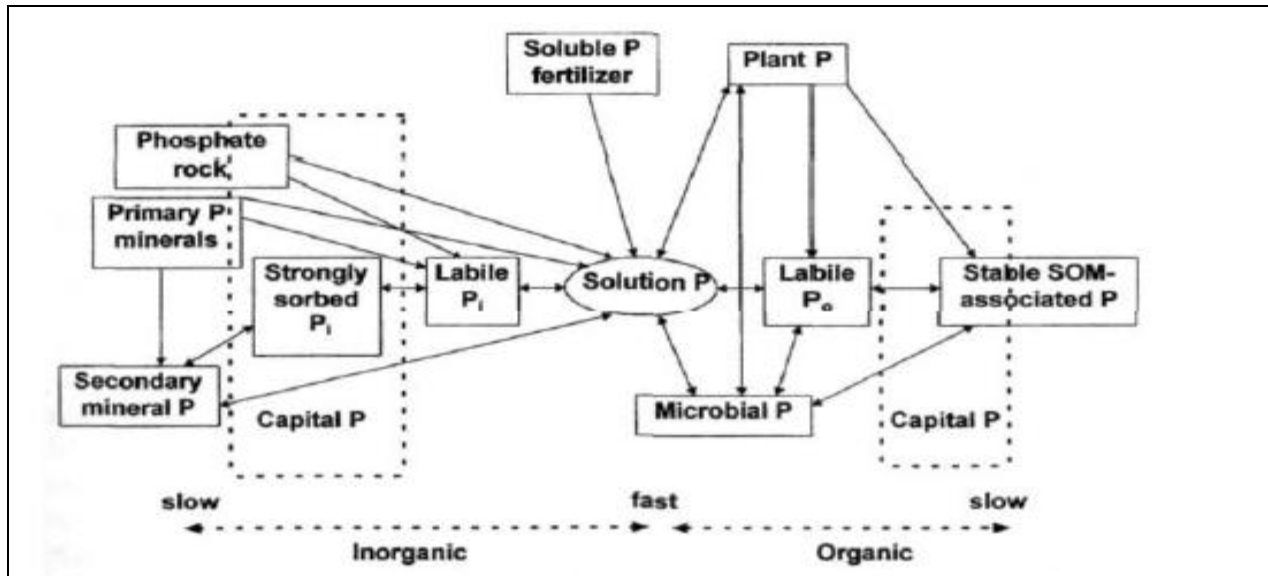 Soluble P
fertilizer
Plant P
Phosphate
rock
Primary P
minerals
Strongly
sorbed
Pi
Labile
Pi
Solution P
Labile
Po
Stable SOM-
associated P
Secondary
mineral P
Capital P
Microbial P
Capital P
slow
fast
slow
Inorganic
Organic